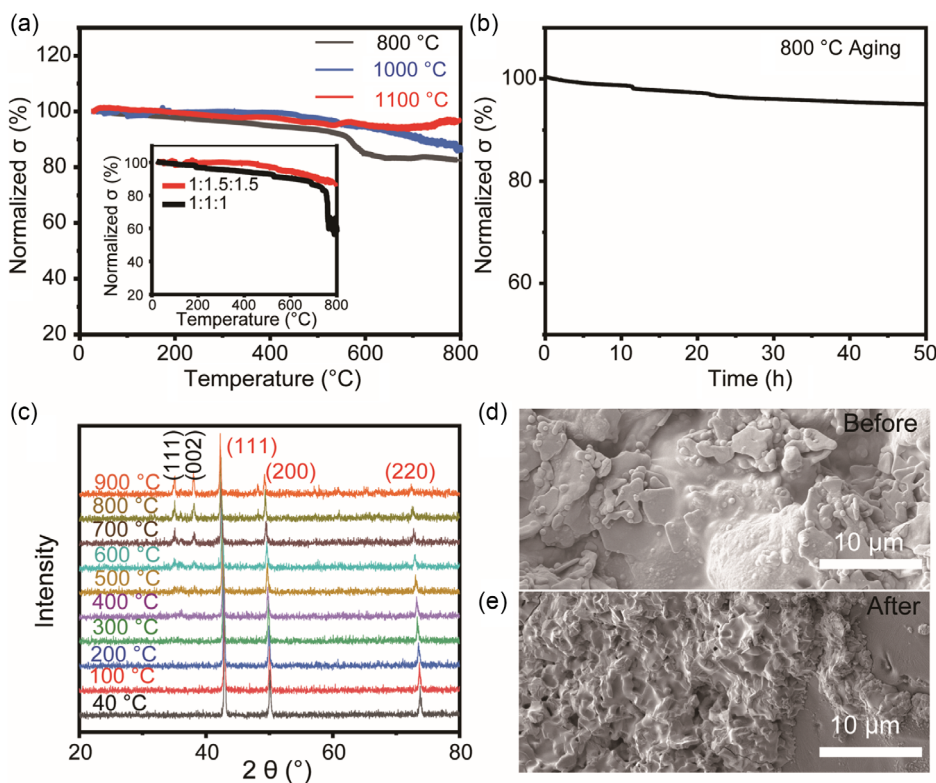 (a)
Normalized σ (%)
120
100
80
60
40
20
800 °C
1000 °C
1100 °C
Normalized σ (%)
100
80
60
40
20
1:1.5:1.5
1:1:1
0 200 400 600 800
Temperature (°C)
0 200 400 600 800
Temperature (°C)
(b)
800 °C Aging
Normalized σ (%)
100
80
60
0 10 20 30 40 50
Time (h)
(c)
(111) (002) (111) (200) (220)
900 °C
800 °C
700 °C
600 °C
500 °C
400 °C
300 °C
200 °C
100 °C
40 °C
Intensity
20 40 60 80
2 θ (°)
(d)
Before
10 μm
(e)
After
10 μm